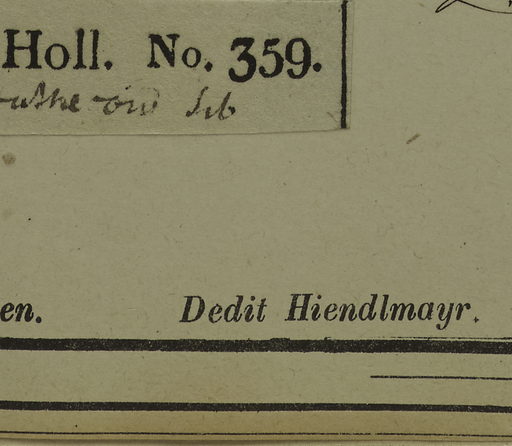 Holl. No. 359.
en. Dedit Hiendlmayr.